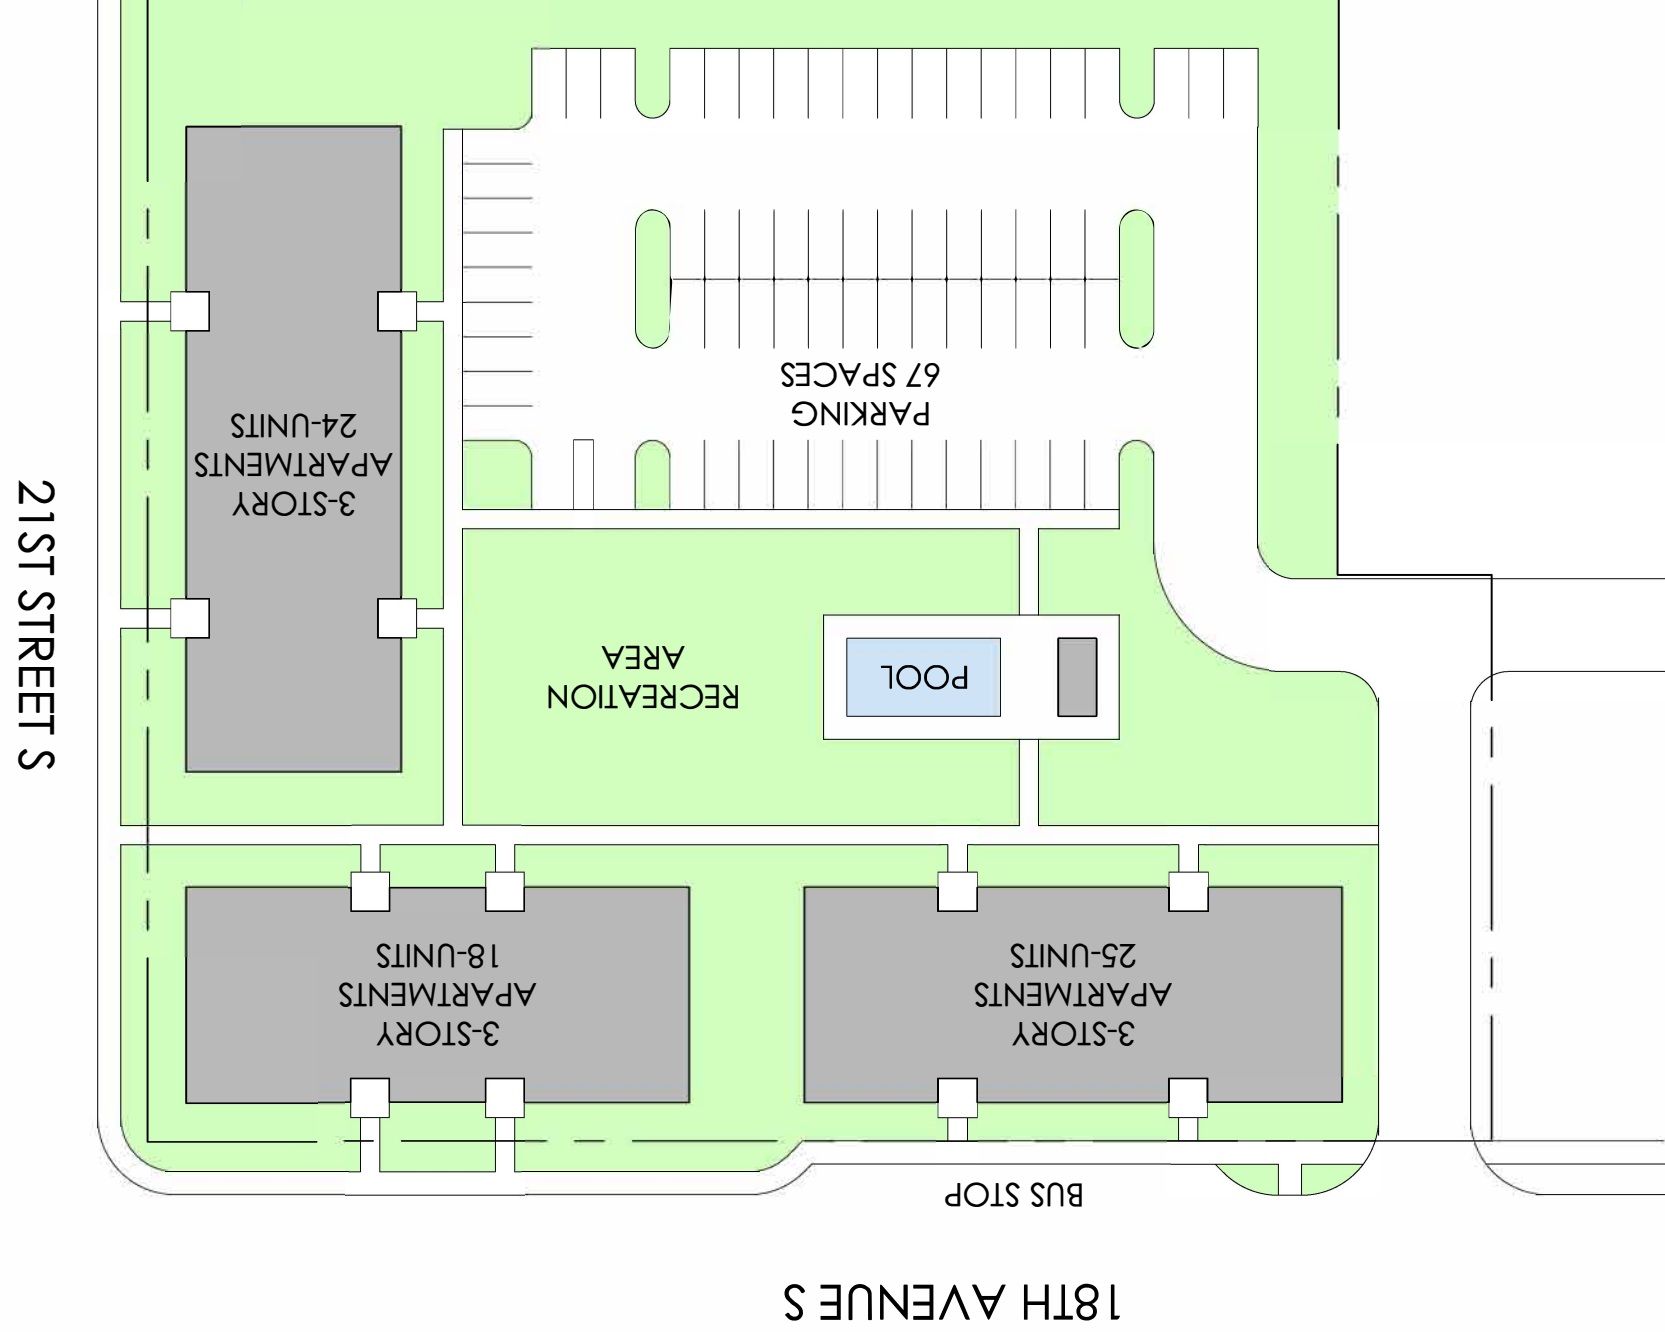 18TH AVENUE S
BUS STOP
3-STORY
APARTMENTS
25-UNITS
3-STORY
APARTMENTS
18-UNITS
POOL
RECREATION
AREA
21ST STREET S
3-STORY
APARTMENTS
24-UNITS
PARKING
67 SPACES